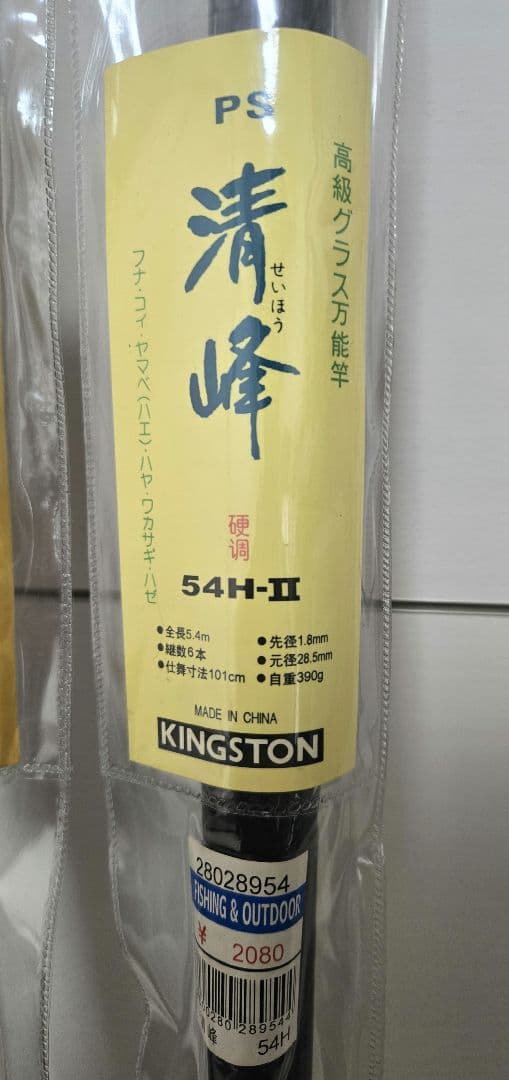 PS
高級グラス万能竿
清峰
せいほう
フナ・コイ・ヤマベ(ハエ)・ハヤ・ワカサギ・ハゼ
硬调
54H-II
●全長5.4m
●継数6本
●仕舞寸法101cm
●先径1.8mm
●元径28.5mm
●自重390g
MADE IN CHINA
KINGSTON
28028954
FISHING & OUTDOOR
¥ 2080
峰 54H